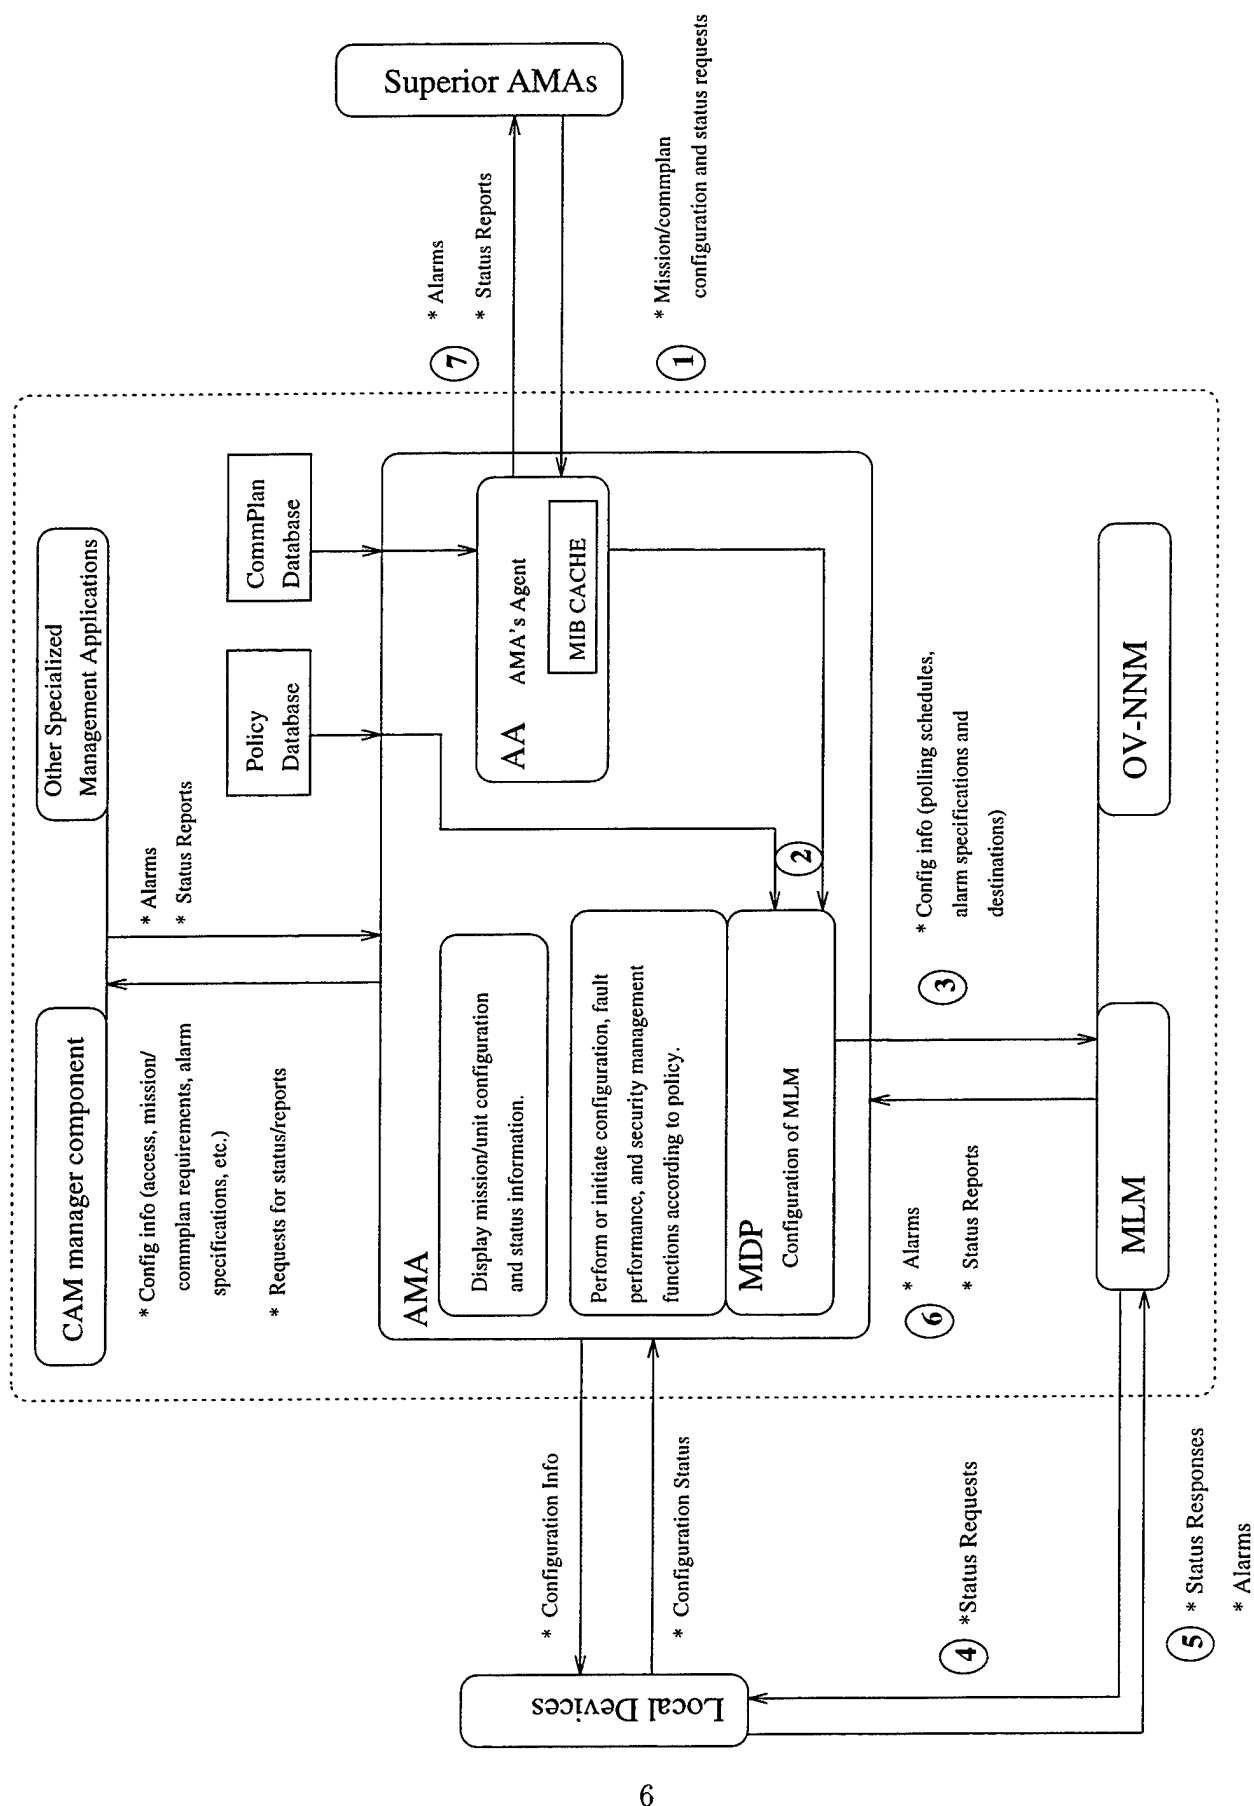 CAM manager component
Other Specialized
Management Applications
* Config info (access, mission/
commplan requirements, alarm
specifications, etc.)
* Requests for status/reports
* Alarms
* Status Reports
Policy
Database
CommPlan
Database
AMA
Display mission/unit configuration
and status information.
Perform or initiate configuration, fault
performance, and security management
functions according to policy.
MDP
Configuration of MLM
AA
AMA's Agent
MIB CACHE
2
Superior AMAs
7
* Alarms
* Status Reports
1
* Mission/commplan
configuration and status requests
Local Devices
* Configuration Info
* Configuration Status
6
* Alarms
* Status Reports
3
* Config info (polling schedules,
alarm specifications and
destinations)
MLM
OV-NNM
4
*Status Requests
5
* Status Responses
* Alarms
6